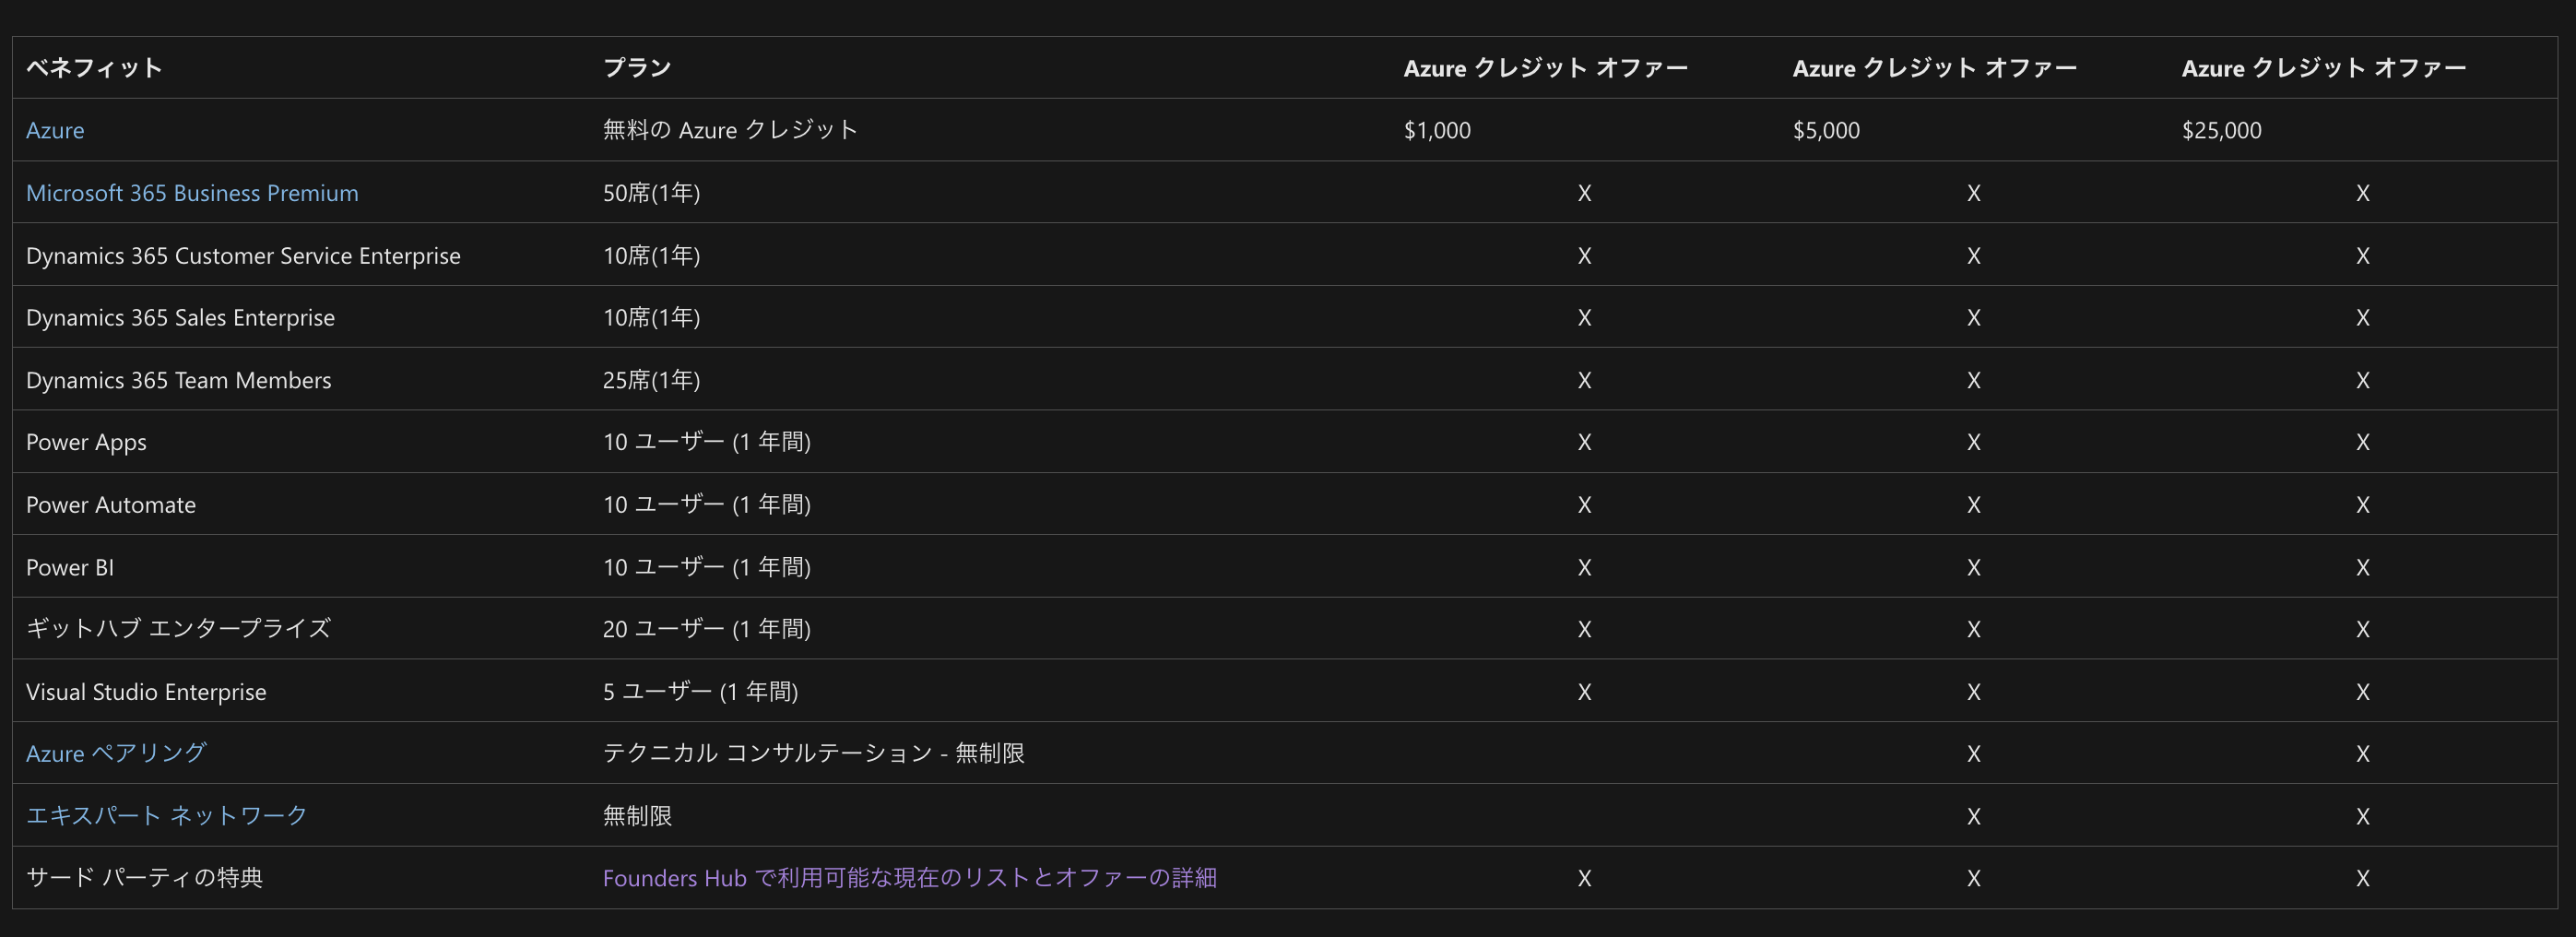 ベネフィット プラン Azure クレジット オファー Azure クレジット オファー Azure クレジット オファー
Azure 無料の Azure クレジット $1,000 $5,000 $25,000
Microsoft 365 Business Premium 50席(1年) X X X
Dynamics 365 Customer Service Enterprise 10席(1年) X X X
Dynamics 365 Sales Enterprise 10席(1年) X X X
Dynamics 365 Team Members 25席(1年) X X X
Power Apps 10 ユーザー (1 年間) X X X
Power Automate 10 ユーザー (1 年間) X X X
Power BI 10 ユーザー (1 年間) X X X
ギットハブ エンタープライズ 20 ユーザー (1 年間) X X X
Visual Studio Enterprise 5 ユーザー (1 年間) X X X
Azure ペアリング テクニカル コンサルテーション - 無制限 X X
エキスパート ネットワーク 無制限 X X
サード パーティの特典 Founders Hub で利用可能な現在のリストとオファーの詳細 X X X